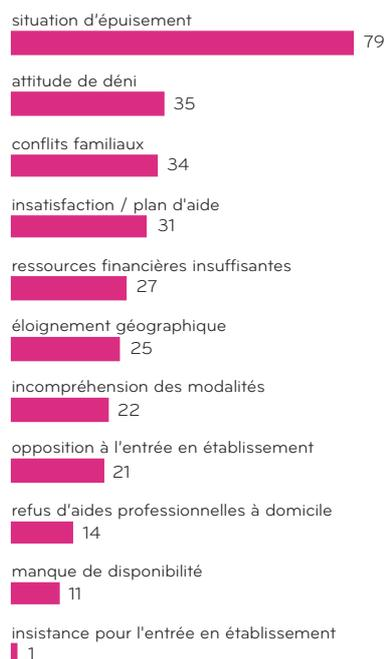 situation d’épuisement
79
attitude de déni
35
conflits familiaux
34
insatisfaction / plan d'aide
31
ressources financières insuffisantes
27
éloignement géographique
25
incompréhension des modalités
22
opposition à l’entrée en établissement
21
refus d’aides professionnelles à domicile
14
manque de disponibilité
11
insistance pour l'entrée en établissement
1